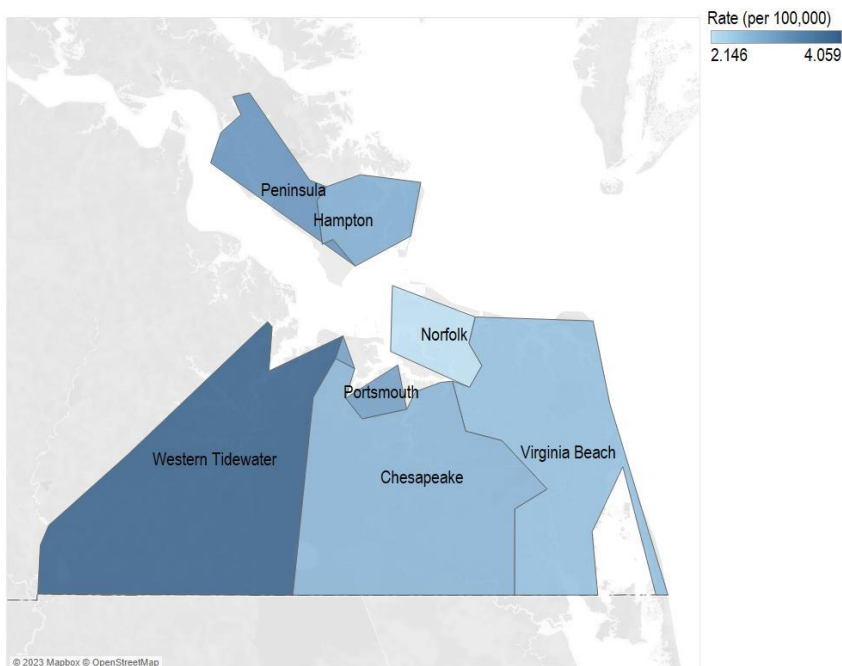 Rate (per 100,000)
2.146 4.059
Peninsula
Hampton
Norfolk
Portsmouth
Virginia Beach
Western Tidewater
Chesapeake
© 2023 Mapbox © OpenStreetMap